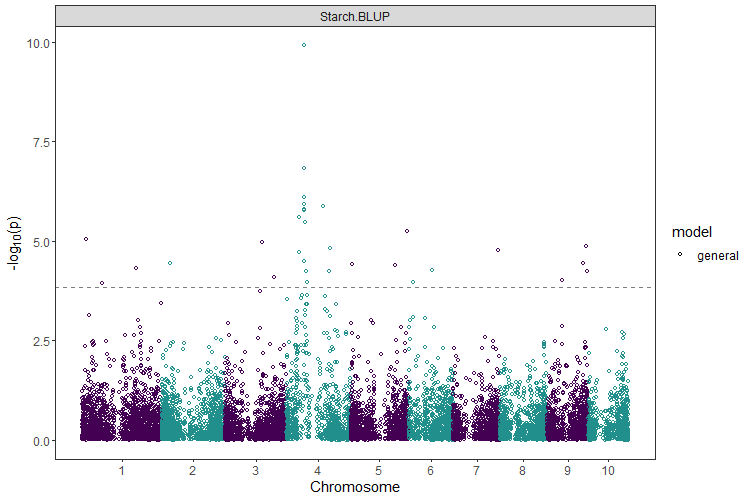 Starch.BLUP
10.0
7.5
5.0
2.5
0.0
-log10(p)
1 2 3 4 5 6 7 8 9 10
Chromosome
model
general